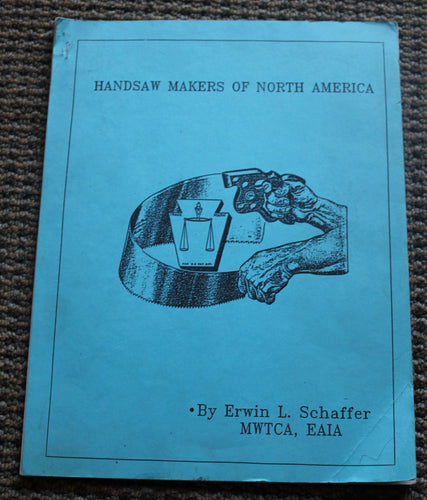 HANDSAW MAKERS OF NORTH AMERICA
•By Erwin L. Schaffer
MWTCA, EAIA